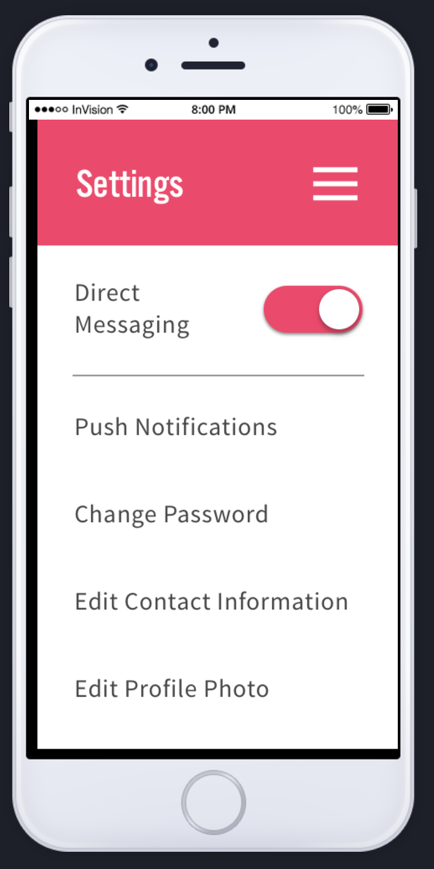 InVision 8:00 PM 100%
Settings
Direct
Messaging
Push Notifications
Change Password
Edit Contact Information
Edit Profile Photo